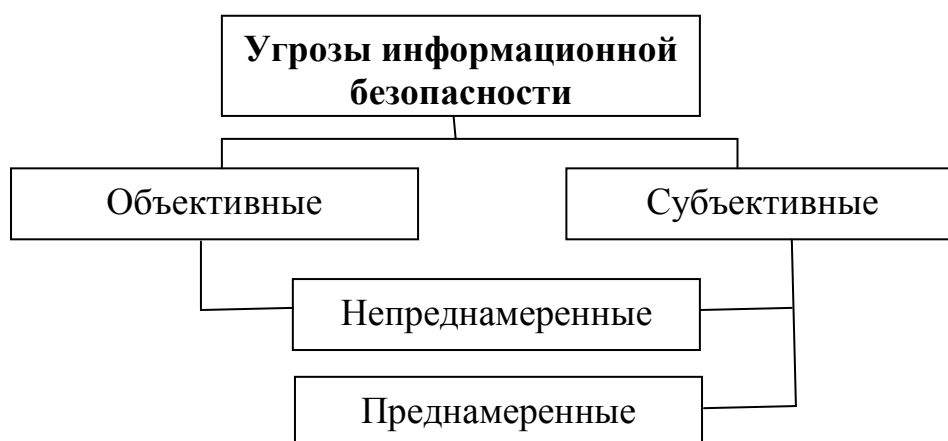 Угрозы информационной
безопасности
Объективные
Субъективные
Непреднамеренные
Преднамеренные